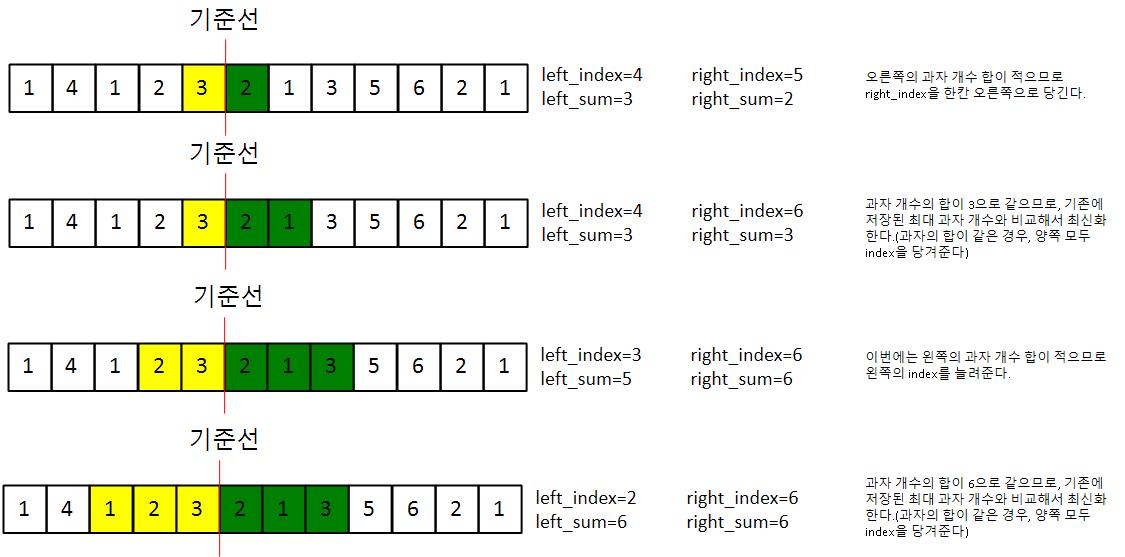 기준선
1 4 1 2 3 2 1 3 5 6 2 1
left_index=4
left_sum=3
right_index=5
right_sum=2
오른쪽의 과자 개수 합이 적으므로
right_index을 한칸 오른쪽으로 당긴다.
기준선
1 4 1 2 3 2 1 3 5 6 2 1
left_index=4
left_sum=3
right_index=6
right_sum=3
과자 개수의 합이 3으로 같으므로, 기존에
저장된 최대 과자 개수와 비교해서 최신화
한다.(과자의 합이 같은 경우, 양쪽 모두
index을 당겨준다)
기준선
1 4 1 2 3 2 1 3 5 6 2 1
left_index=3
left_sum=5
right_index=6
right_sum=6
이번에는 왼쪽의 과자 개수 합이 적으므로
왼쪽의 index를 늘려준다.
기준선
1 4 1 2 3 2 1 3 5 6 2 1
left_index=2
left_sum=6
right_index=6
right_sum=6
과자 개수의 합이 6으로 같으므로, 기존에
저장된 최대 과자 개수와 비교해서 최신화
한다.(과자의 합이 같은 경우, 양쪽 모두
index을 당겨준다)